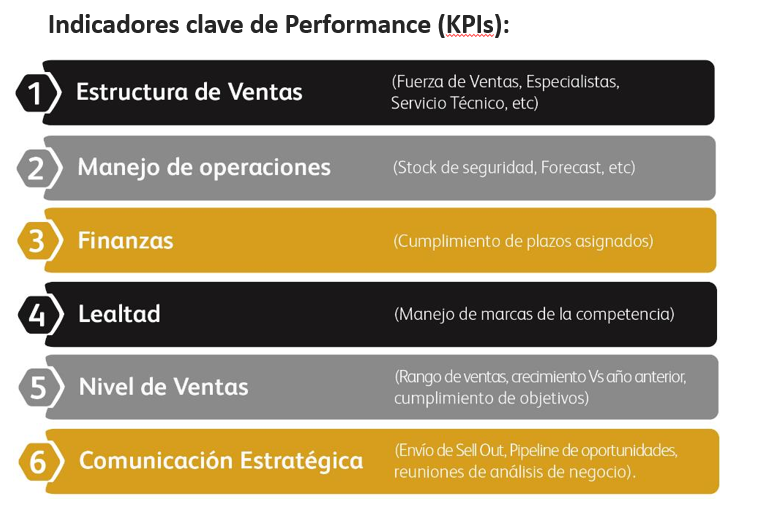 Indicadores clave de Performance (KPIs):
1 Estructura de Ventas
(Fuerza de Ventas, Especialistas,
Servicio Técnico, etc)
2 Manejo de operaciones
(Stock de seguridad, Forecast, etc)
3 Finanzas
(Cumplimiento de plazos asignados)
4 Lealtad
(Manejo de marcas de la competencia)
5 Nivel de Ventas
(Rango de ventas, crecimiento Vs año anterior,
cumplimiento de objetivos)
6 Comunicación Estratégica
(Envío de Sell Out, Pipeline de oportunidades,
reuniones de análisis de negocio).